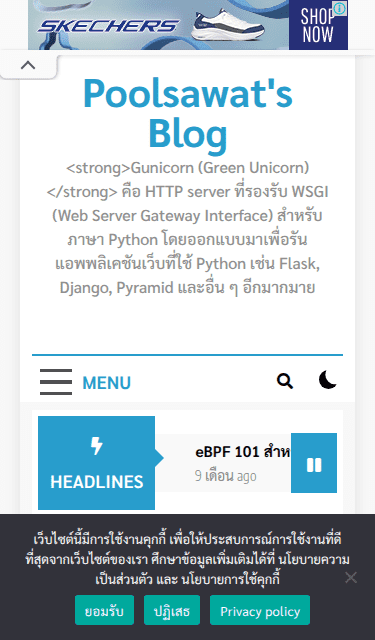 SKECHERS
SHOP
NOW
Poolsawat's
Blog
<strong>Gunicorn (Green Unicorn)
</strong> คือ HTTP server ที่รองรับ WSGI
(Web Server Gateway Interface) สำหรับ
ภาษา Python โดยออกแบบมาเพื่อรัน
แอพพลิเคชันเว็บที่ใช้ Python เช่น Flask,
Django, Pyramid และอื่น ๆ อีกมากมาย
MENU
HEADLINES
eBPF 101 สำห
9 เดือน ago
เว็บไซต์นี้มีการใช้งานคุกกี้ เพื่อให้ประสบการณ์การใช้งานที่ดี
ที่สุดจากเว็บไซต์ของเรา ศึกษาข้อมูลเพิ่มเติมได้ที่ นโยบายความ
เป็นส่วนตัว และ นโยบายการใช้คุกกี้
ยอมรับ
ปฏิเสธ
Privacy policy